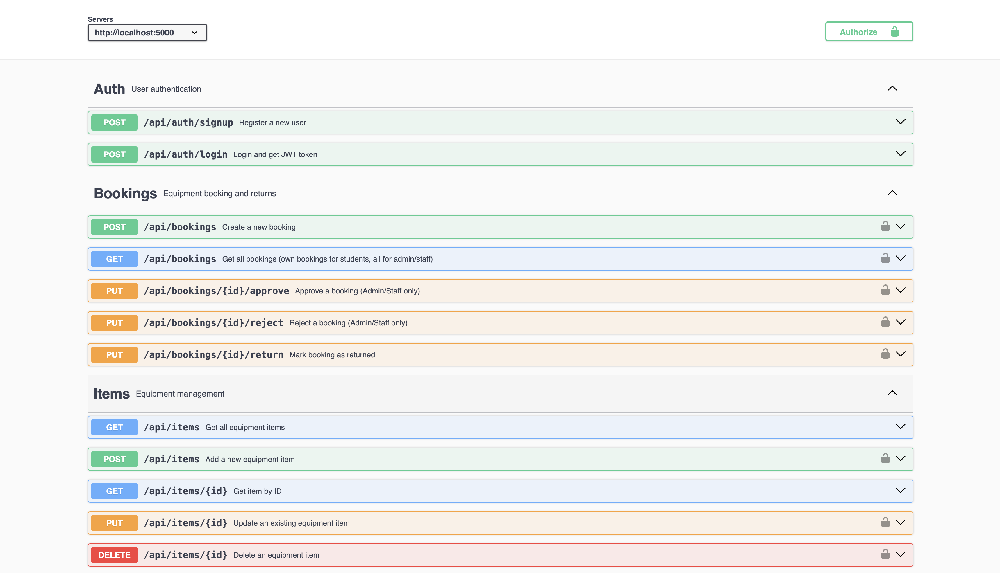 Servers
http://localhost:5000
Authorize
Auth User authentication
POST /api/auth/signup Register a new user
POST /api/auth/login Login and get JWT token
Bookings Equipment booking and returns
POST /api/bookings Create a new booking
GET /api/bookings Get all bookings (own bookings for students, all for admin/staff)
PUT /api/bookings/{id}/approve Approve a booking (Admin/Staff only)
PUT /api/bookings/{id}/reject Reject a booking (Admin/Staff only)
PUT /api/bookings/{id}/return Mark booking as returned
Items Equipment management
GET /api/items Get all equipment items
POST /api/items Add a new equipment item
GET /api/items/{id} Get item by ID
PUT /api/items/{id} Update an existing equipment item
DELETE /api/items/{id} Delete an equipment item